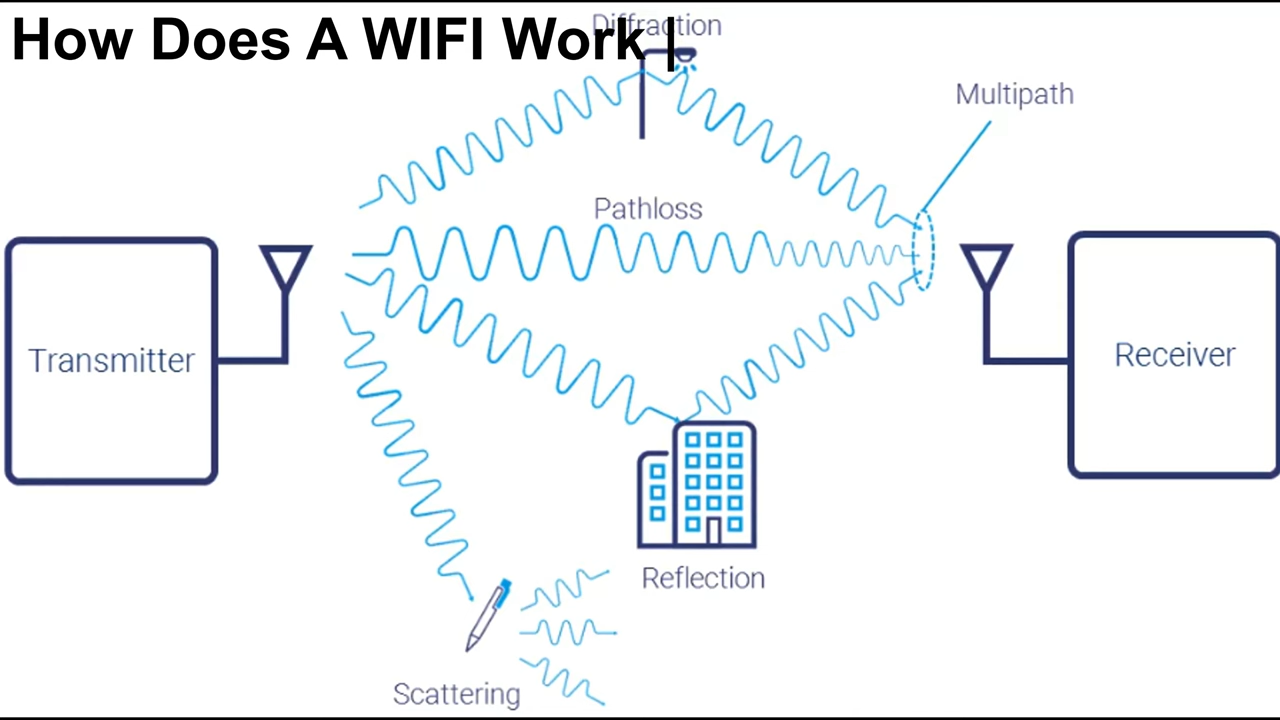 Diffraction
How Does A WIFI Work |
Multipath
Pathloss
Transmitter
Receiver
Reflection
Scattering